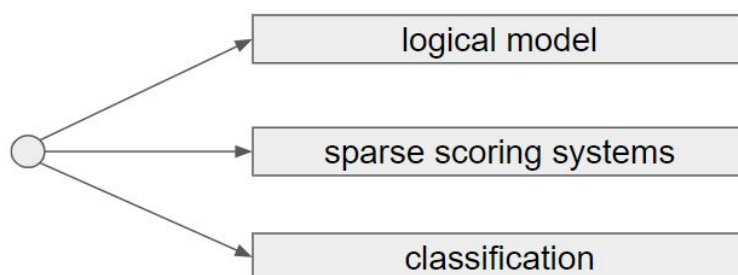 logical model
sparse scoring systems
classification